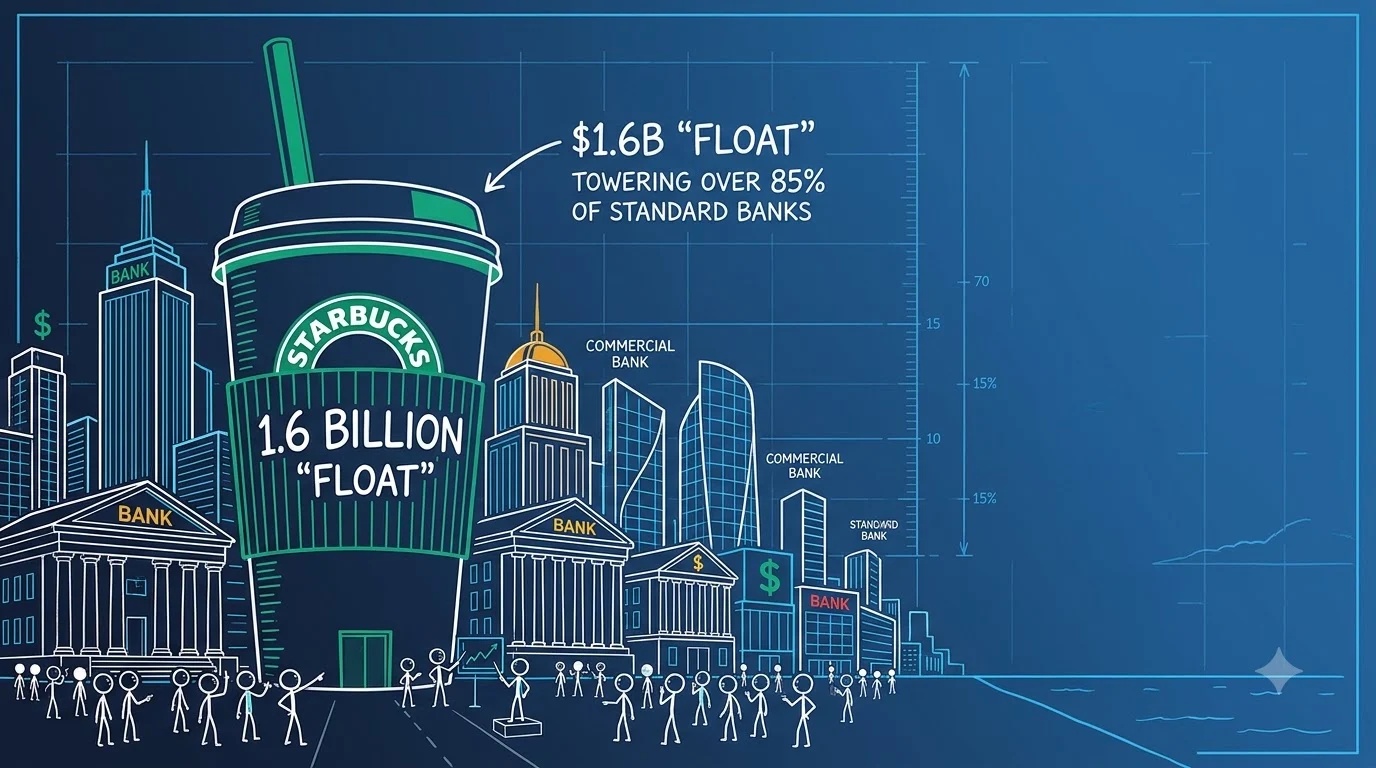 $1.6B “FLOAT”
TOWERING OVER 85%
OF STANDARD BANKS
BANK
$
STARBUCKS
1.6 BILLION
“FLOAT”
COMMERCIAL
BANK
COMMERCIAL
BANK
BANK
BANK
$
$
BANK
BANK
70
15
15%
10
15%